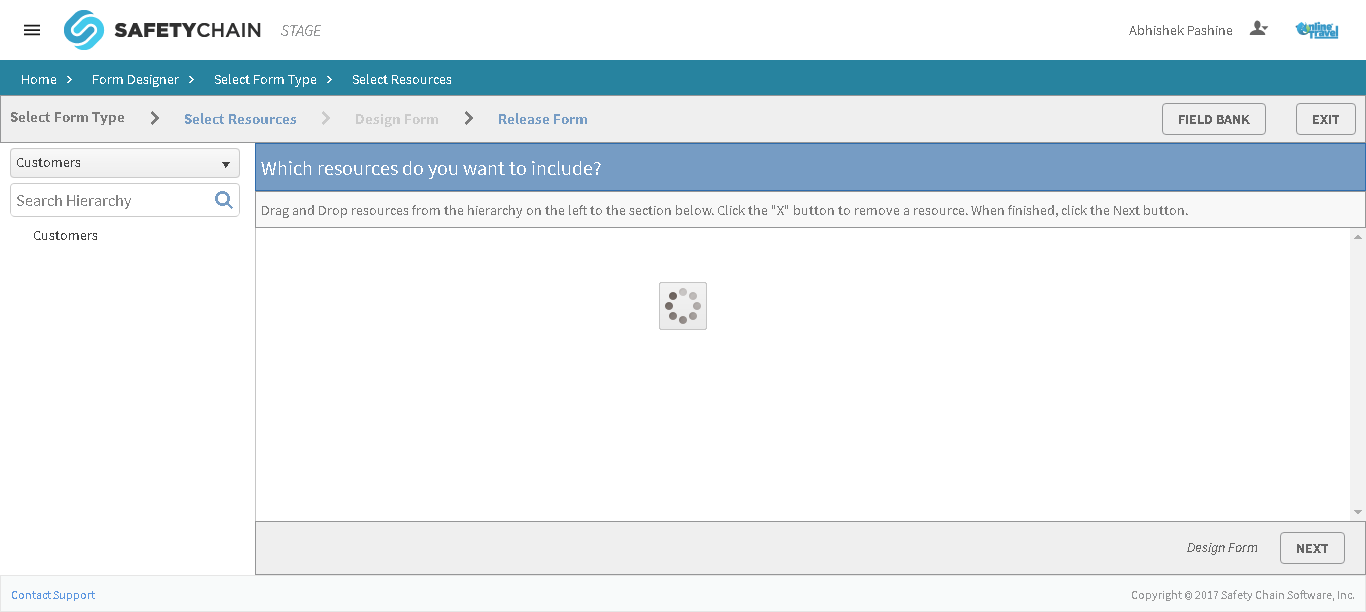 SAFETYCHAIN STAGE
Abhishek Pashine
Online Travel
Home > Form Designer > Select Form Type > Select Resources
Select Form Type > Select Resources > Design Form > Release Form
FIELD BANK
EXIT
Customers
Search Hierarchy
Customers
Which resources do you want to include?
Drag and Drop resources from the hierarchy on the left to the section below. Click the "X" button to remove a resource. When finished, click the Next button.
Design Form
NEXT
Contact Support
Copyright © 2017 Safety Chain Software, Inc.